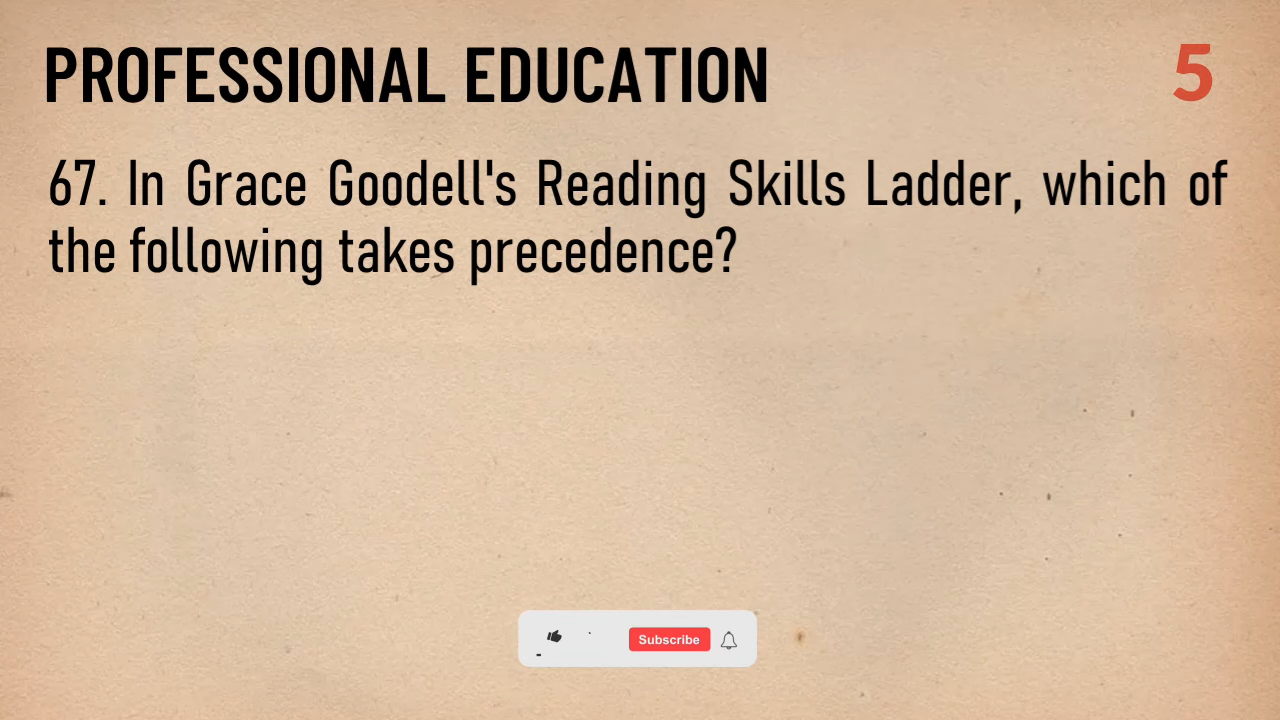 PROFESSIONAL EDUCATION
5
67. In Grace Goodell's Reading Skills Ladder, which of
the following takes precedence?
Subscribe